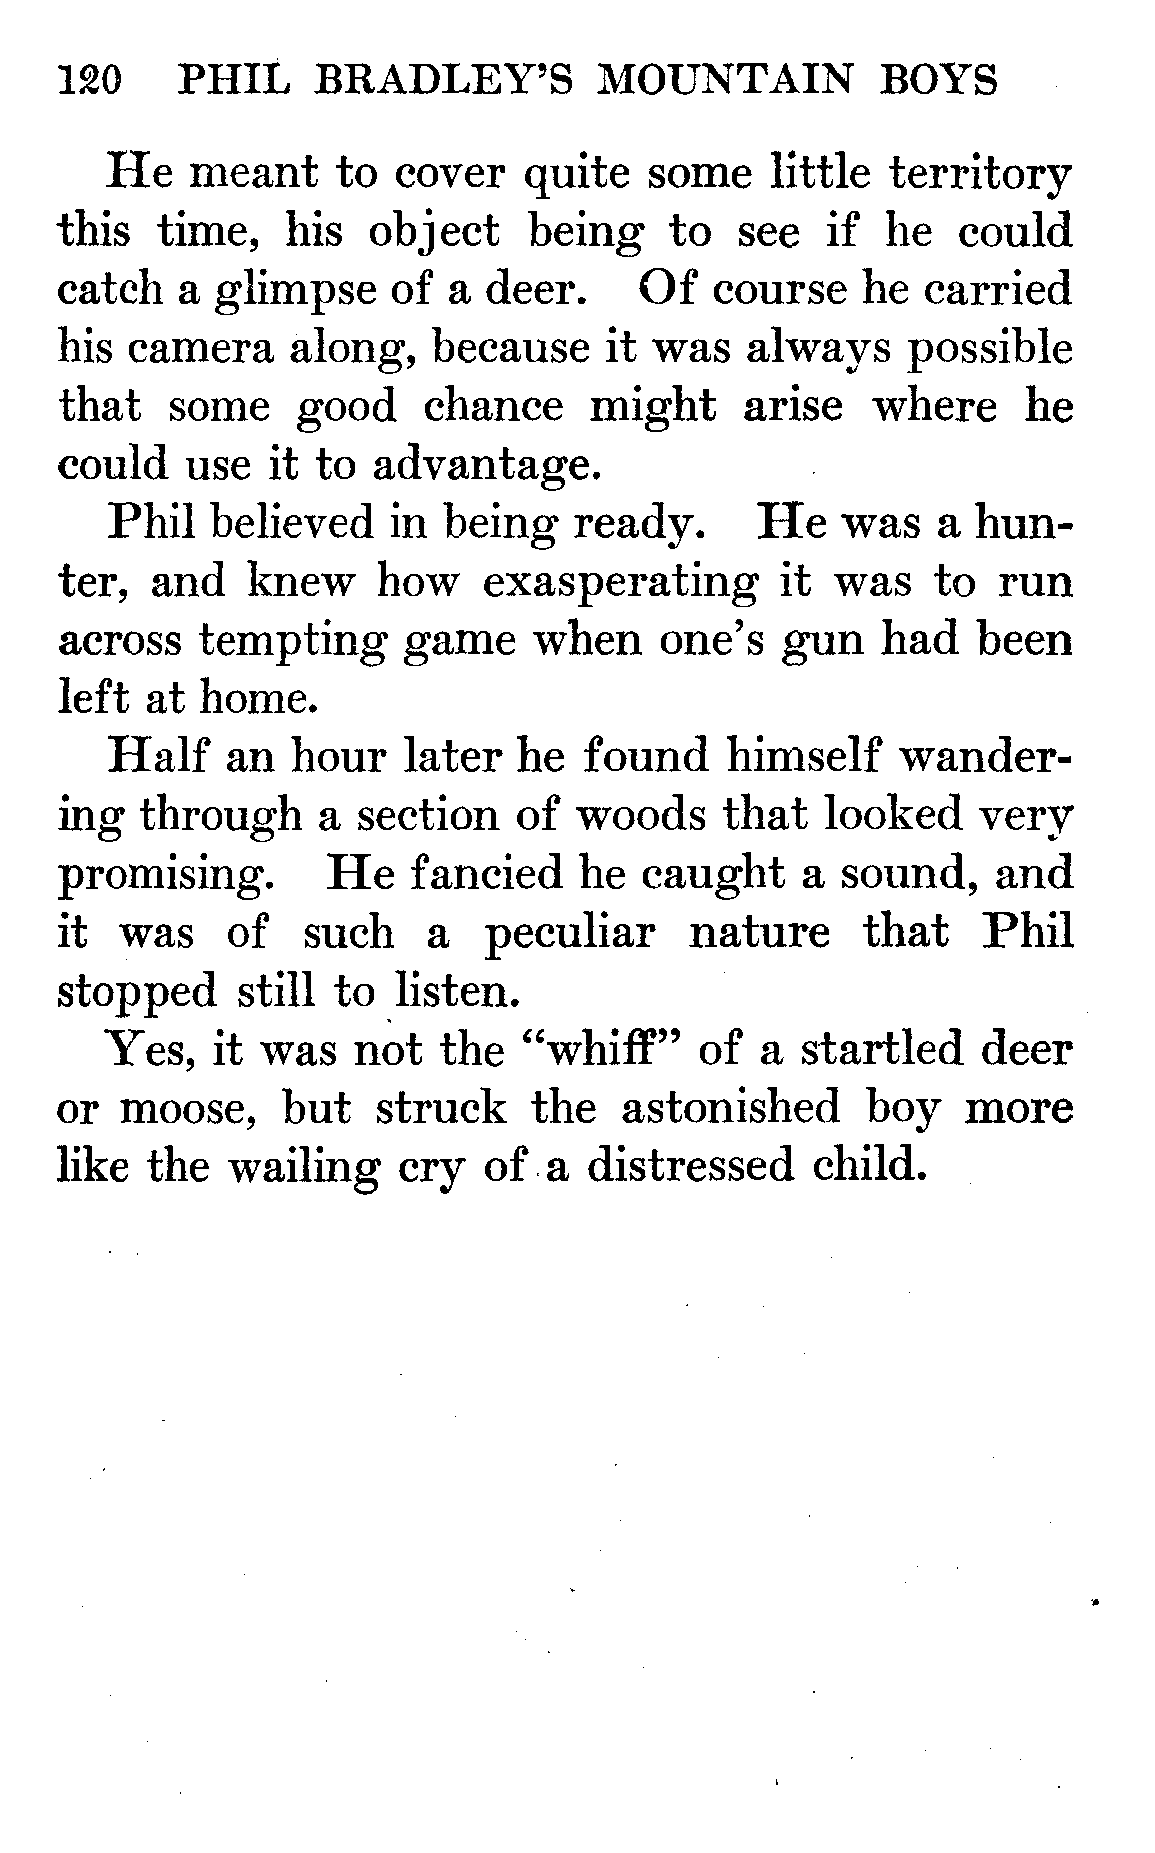 120 PHIL BRADLEY'S MOUNTAIN BOYS
He meant to cover quite some little territory
this time, his object being to see if he could
catch a glimpse of a deer. Of course he carried
his camera along, because it was always possible
that some good chance might arise where he
could use it to advantage.
Phil believed in being ready. He was a hun-
ter, and knew how exasperating it was to run
across tempting game when one's gun had been
left at home.
Half an hour later he found himself wander-
ing through a section of woods that looked very
promising. He fancied he caught a sound, and
it was of such a peculiar nature that Phil
stopped still to listen.
Yes, it was not the “whiff” of a startled deer
or moose, but struck the astonished boy more
like the wailing cry of a distressed child.